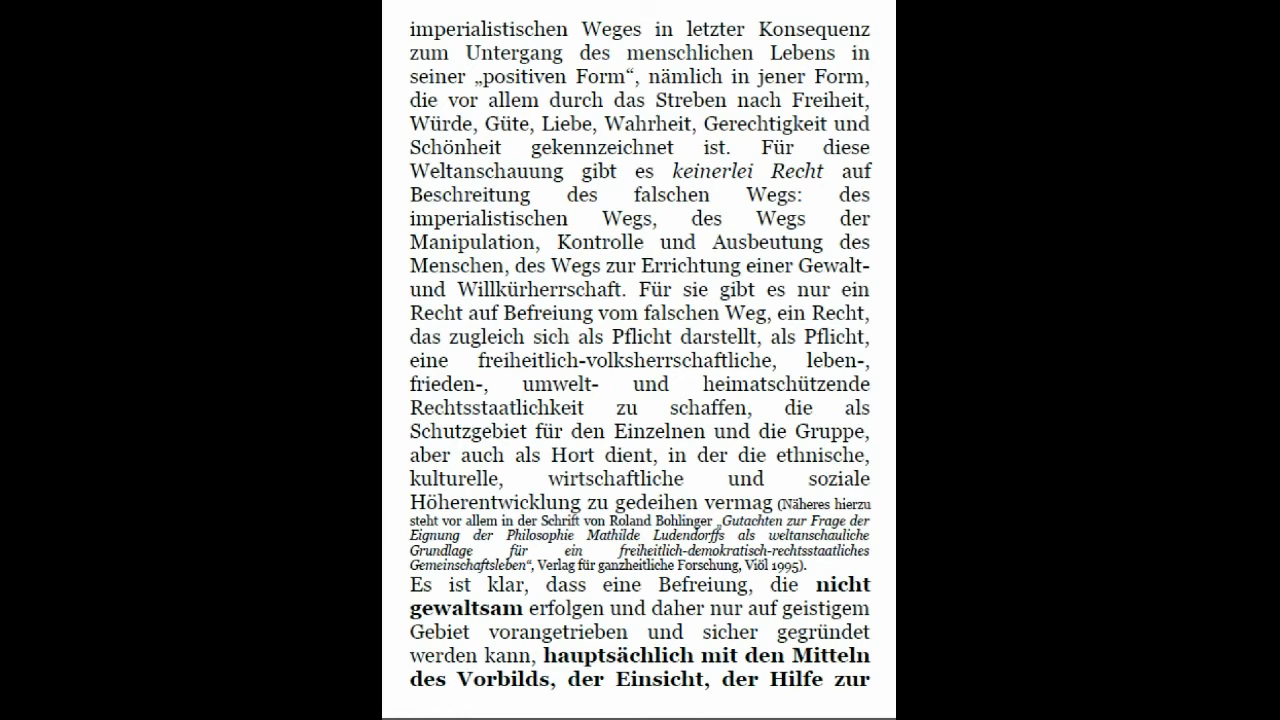 imperialistischen Weges in letzter Konsequenz
zum Untergang des menschlichen Lebens in
seiner „positiven Form“, nämlich in jener Form,
die vor allem durch das Streben nach Freiheit,
Würde, Güte, Liebe, Wahrheit, Gerechtigkeit und
Schönheit gekennzeichnet ist. Für diese
Weltanschauung gibt es keinerlei Recht auf
Beschreitung des falschen Wegs: des
imperialistischen Wegs, des Wegs der
Manipulation, Kontrolle und Ausbeutung des
Menschen, des Wegs zur Errichtung einer Gewalt-
und Willkürherrschaft. Für sie gibt es nur ein
Recht auf Befreiung vom falschen Weg, ein Recht,
das zugleich sich als Pflicht darstellt, als Pflicht,
eine freiheitlich-volksherrschaftliche, leben-,
frieden-, umwelt- und heimatschützende
Rechtsstaatlichkeit zu schaffen, die als
Schutzgebiet für den Einzelnen und die Gruppe,
aber auch als Hort dient, in der die ethnische,
kulturelle, wirtschaftliche und soziale
Höherentwicklung zu gedeihen vermag (Näheres hierzu
steht vor allem in der Schrift von Roland Bohlinger „Gutachten zur Frage der
Eignung der Philosophie Mathilde Ludendorffs als weltanschauliche
Grundlage für ein freiheitlich-demokratisch-rechtsstaatliches
Gemeinschaftsleben“, Verlag für ganzheitliche Forschung, Viöl 1995).
Es ist klar, dass eine Befreiung, die nicht
gewaltsam erfolgen und daher nur auf geistigem
Gebiet vorangetrieben und sicher gegründet
werden kann, hauptsächlich mit den Mitteln
des Vorbilds, der Einsicht, der Hilfe zur